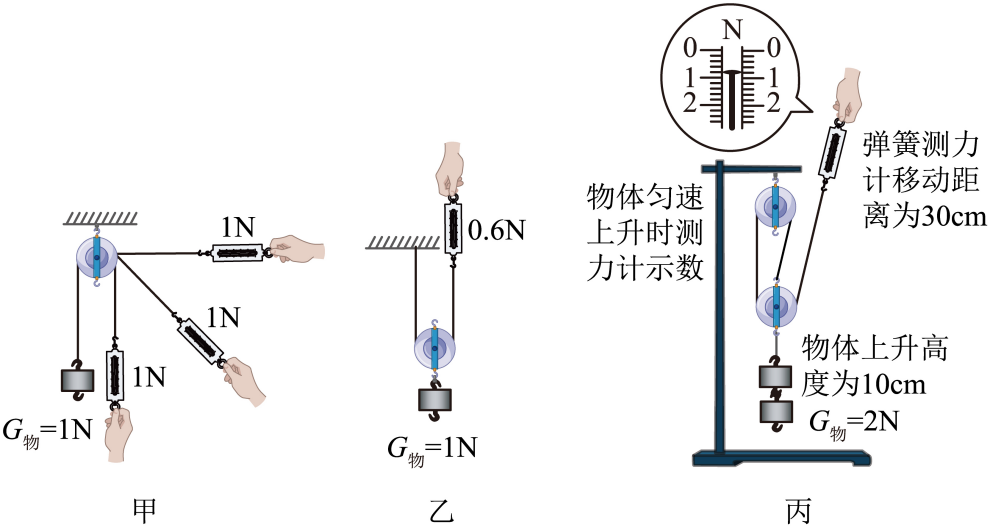 1N
1N
1N
G物=1N
甲
0.6N
G物=1N
乙
N
0 0
1 1
2 2
弹簧测力
计移动距
离为30cm
物体匀速
上升时测
力计示数
物体上升高
度为10cm
G物=2N
丙